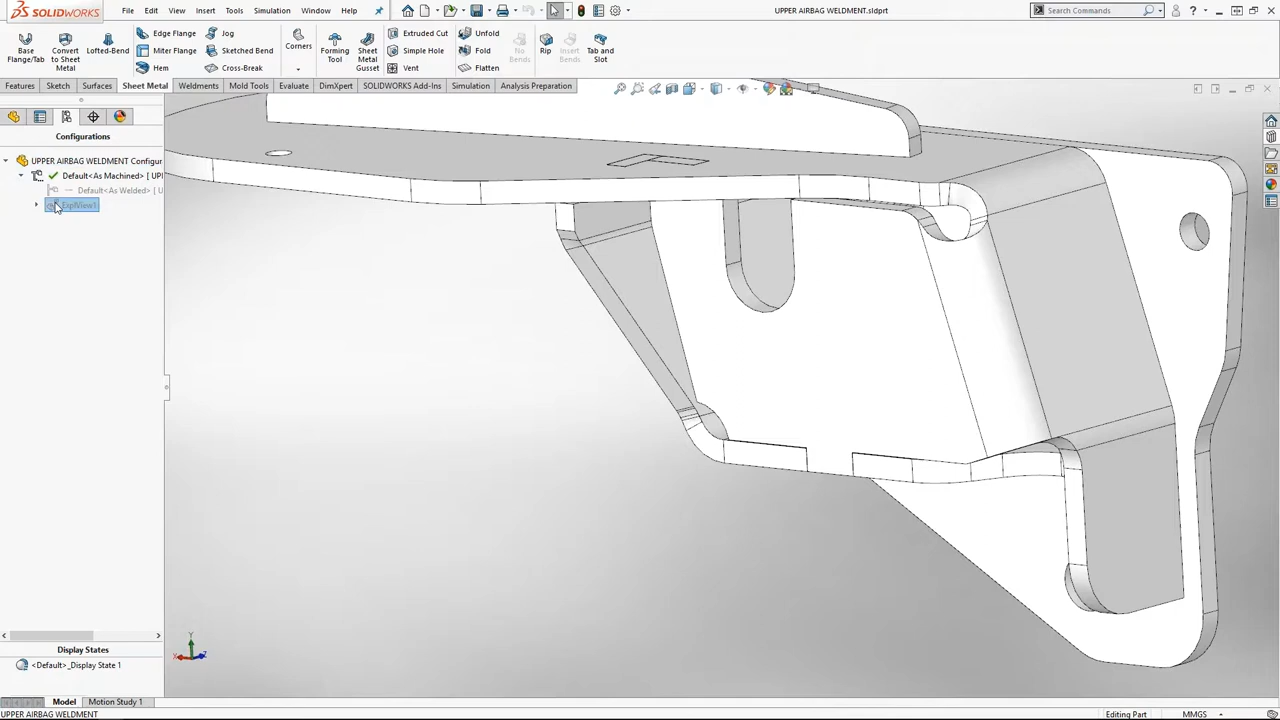 SOLIDWORKS
File Edit View Insert Tools Simulation Window Help
UPPER AIRBAG WELDMENT.sldprt
Search Commands
Base Flange/Tab
Convert to Sheet Metal
Lofted-Bend
Edge Flange
Miter Flange
Hem
Jog
Sketched Bend
Cross-Break
Corners
Forming Tool
Sheet Metal Gusset
Extruded Cut
Simple Hole
Vent
Unfold
Fold
Flatten
No Bends
Rip
Insert Bends
Tab and Slot
Features Sketch Surfaces Sheet Metal Weldments Mold Tools Evaluate DimXpert SOLIDWORKS Add-Ins Simulation Analysis Preparation
Configurations
UPPER AIRBAG WELDMENT Configur
Default<As Machined> [ UPI
Default<As Welded> [ U
ExplView1
Display States
<Default>_Display State 1
Y
X
Z
Model Motion Study 1
UPPER AIRBAG WELDMENT
Editing Part
MMGS